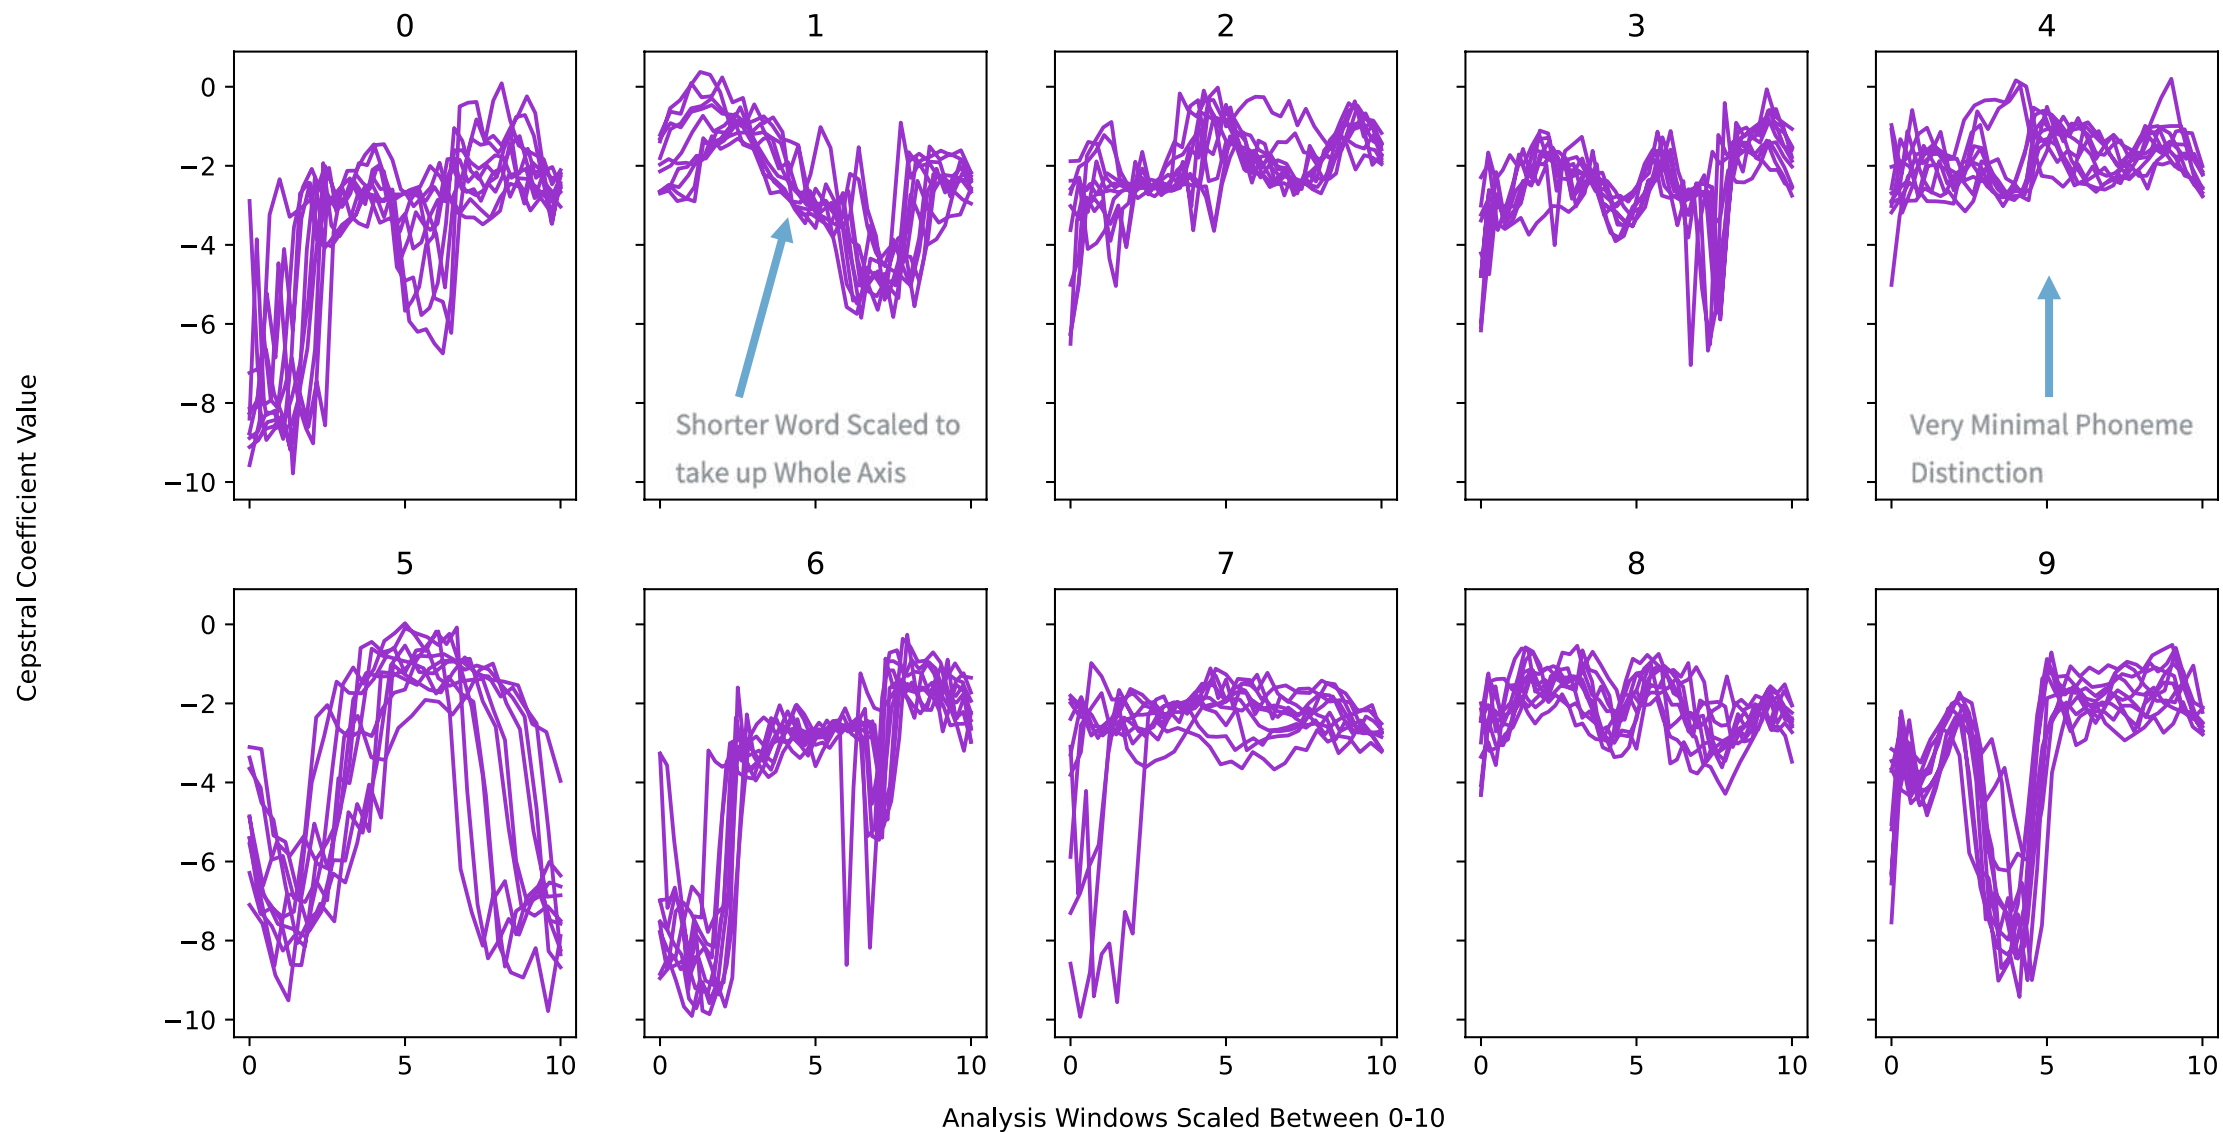 0 1 2 3 4
0
−2
−4
−6
−8
−10
Shorter Word Scaled to
take up Whole Axis
Very Minimal Phoneme
Distinction
Cepstral Coefficient Value
5 6 7 8 9
0
−2
−4
−6
−8
−10
0 5 10 0 5 10 0 5 10 0 5 10 0 5 10
Analysis Windows Scaled Between 0-10